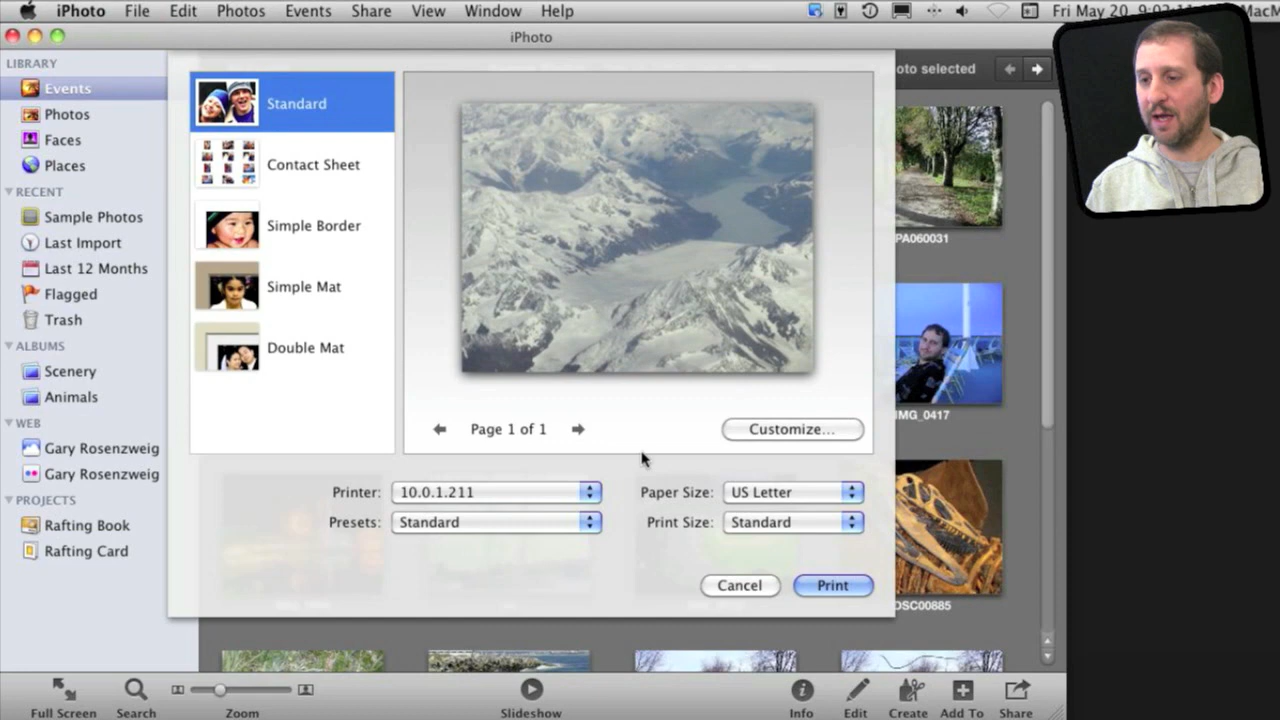 iPhoto File Edit Photos Events Share View Window Help Fri May 20
iPhoto
LIBRARY
Events
Photos
Faces
Places
RECENT
Sample Photos
Last Import
Last 12 Months
Flagged
Trash
ALBUMS
Scenery
Animals
WEB
Gary Rosenzweig
Gary Rosenzweig
PROJECTS
Rafting Book
Rafting Card
Standard
Contact Sheet
Simple Border
Simple Mat
Double Mat
Page 1 of 1
Customize...
Printer: 10.0.1.211
Paper Size: US Letter
Presets: Standard
Print Size: Standard
Cancel
Print
oto selected
PA060031
IMG_0417
DSC00885
Full Screen
Search
Zoom
Slideshow
Info
Edit
Create
Add To
Share